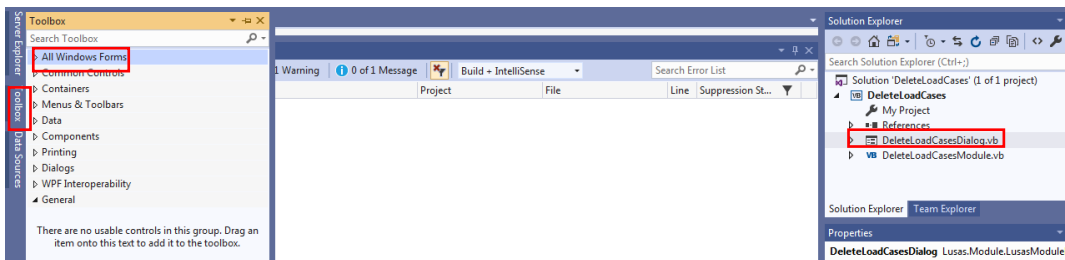 Server Explorer
Toolbox
Data Sources
Toolbox
Search Toolbox
All Windows Forms
Common Controls
Containers
Menus & Toolbars
Data
Components
Printing
Dialogs
WPF Interoperability
General
There are no usable controls in this group. Drag an
item onto this text to add it to the toolbox.
1 Warning
0 of 1 Message
Build + IntelliSense
Search Error List
Project
File
Line
Suppression St...
Solution Explorer
Search Solution Explorer (Ctrl+;)
Solution 'DeleteLoadCases' (1 of 1 project)
VB DeleteLoadCases
My Project
References
DeleteLoadCasesDialog.vb
VB DeleteLoadCasesModule.vb
Solution Explorer
Team Explorer
Properties
DeleteLoadCasesDialog Lusas.Module.LusasModule